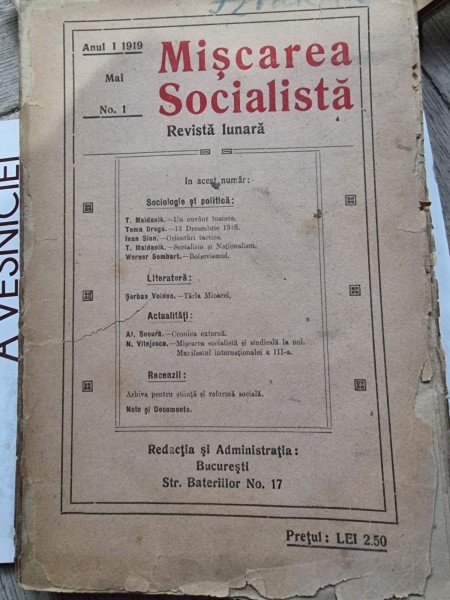 Anul I 1919
Mai
No. 1
Mişcarea
Socialistă
Revistă lunară
In acest număr:
Sociologie şi politică:
T. Maidanik.—Un cuvânt înainte.
Toma Dragu.—13 Decembrie 1918.
Ioan Sion.—Orientări tactice.
T. Maidanik.—Socialism şi Naţionalism.
Werner Sombart.—Bolşevismul.
Literatură:
Şerban Voinea.—Târla Mioarei,
Actualităţi:
Al. Secură.—Cronica externă.
N. Vitejescu.—Mişcarea socialistă şi sindicală la noi.
Manifestul internaţionalei a III-a.
Recenzii:
Arhiva pentru ştiinţă şi reformă socială.
Note şi Documente.
Redacţia şi Administraţia:
Bucureşti
Str. Bateriilor No. 17
Preţul: LEI 2.50
A VEŞNICIEI